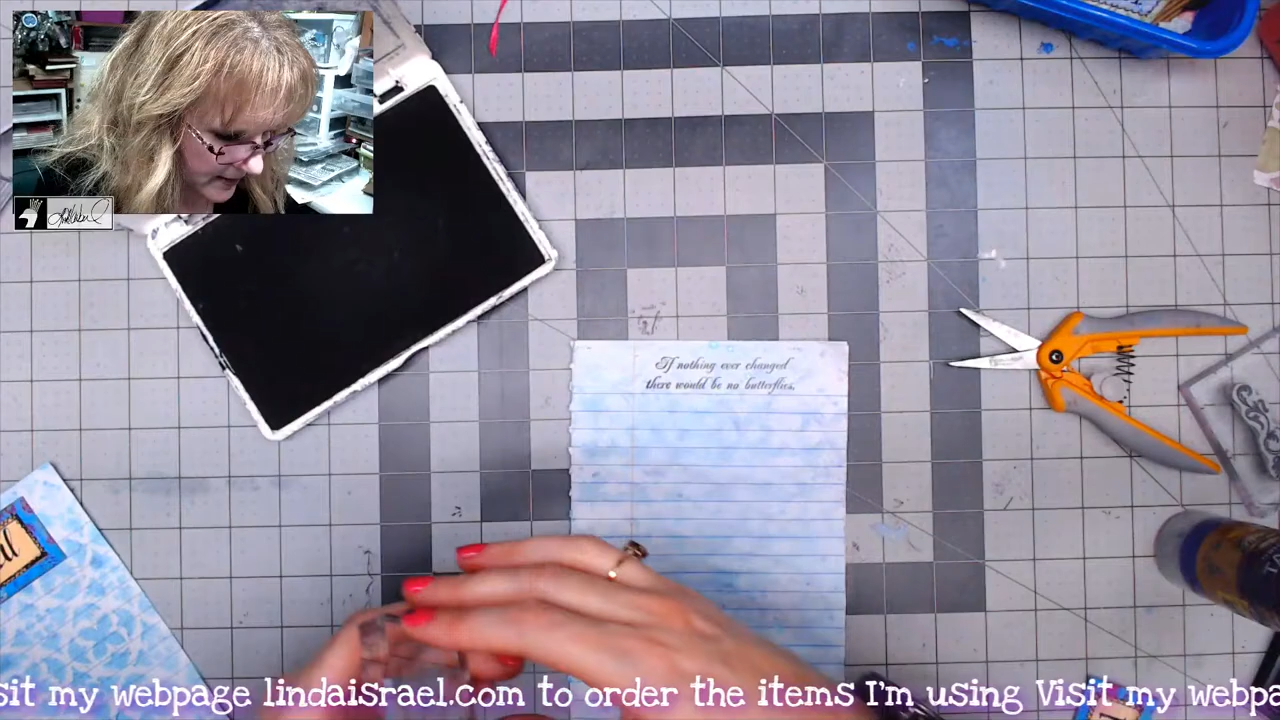 If nothing ever changed
there would be no butterflies.
sit my webpage lindaisrael.com to order the items I'm using Visit my webpa